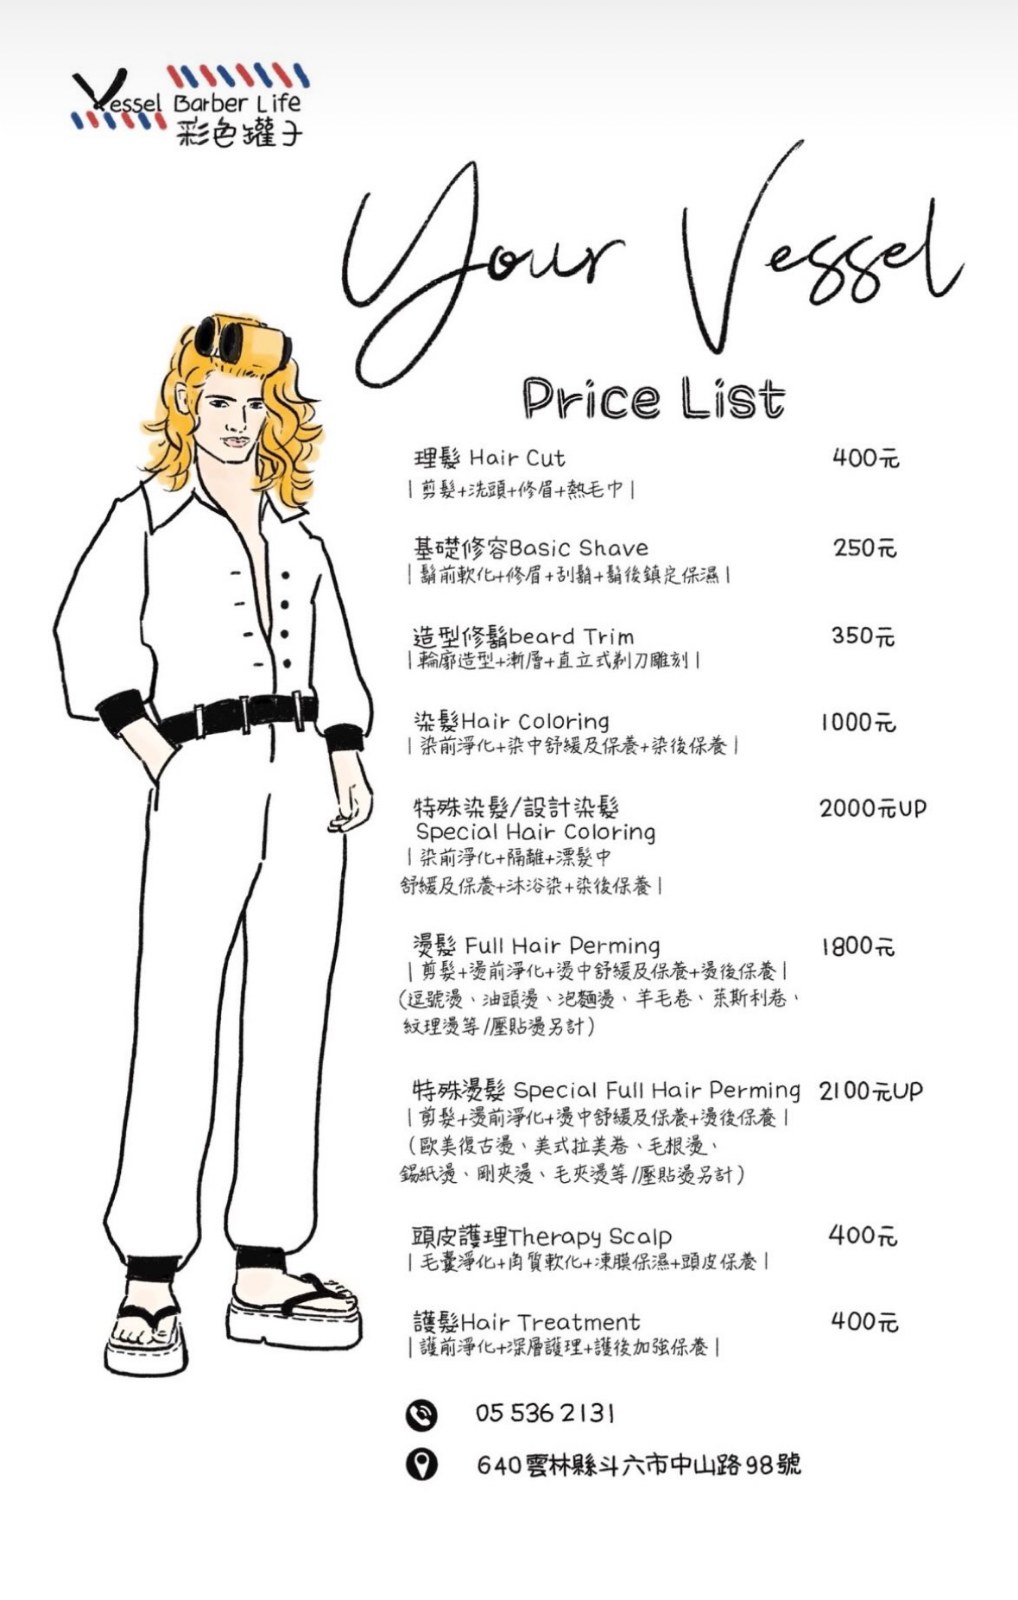 Vessel Barber Life
彩色罐子
Your Vessel
Price List
理髮 Hair Cut 400元
|剪髮+洗頭+修眉+熱毛巾|
基礎修容Basic Shave 250元
|鬍前軟化+修眉+刮鬍+鬍後鎮定保濕|
造型修鬍beard Trim 350元
|輪廓造型+漸層+直立式剃刀雕刻|
染髮Hair Coloring 1000元
|染前淨化+染中舒緩及保養+染後保養|
特殊染髮/設計染髮 2000元UP
Special Hair Coloring
|染前淨化+隔離+漂髮中
舒緩及保養+沐浴染+染後保養|
燙髮 Full Hair Perming 1800元
|剪髮+燙前淨化+燙中舒緩及保養+燙後保養|
(逗號燙、油頭燙、泡麵燙、羊毛卷、萊斯利卷、
紋理燙等/壓貼燙另計)
特殊燙髮 Special Full Hair Perming 2100元UP
|剪髮+燙前淨化+燙中舒緩及保養+燙後保養|
(歐美復古燙、美式拉美卷、毛根燙、
錫紙燙、剛夾燙、毛夾燙等/壓貼燙另計)
頭皮護理Therapy Scalp 400元
|毛囊淨化+角質軟化+凍膜保濕+頭皮保養|
護髮Hair Treatment 400元
|護前淨化+深層護理+護後加強保養|
05 536 2131
640雲林縣斗六市中山路98號